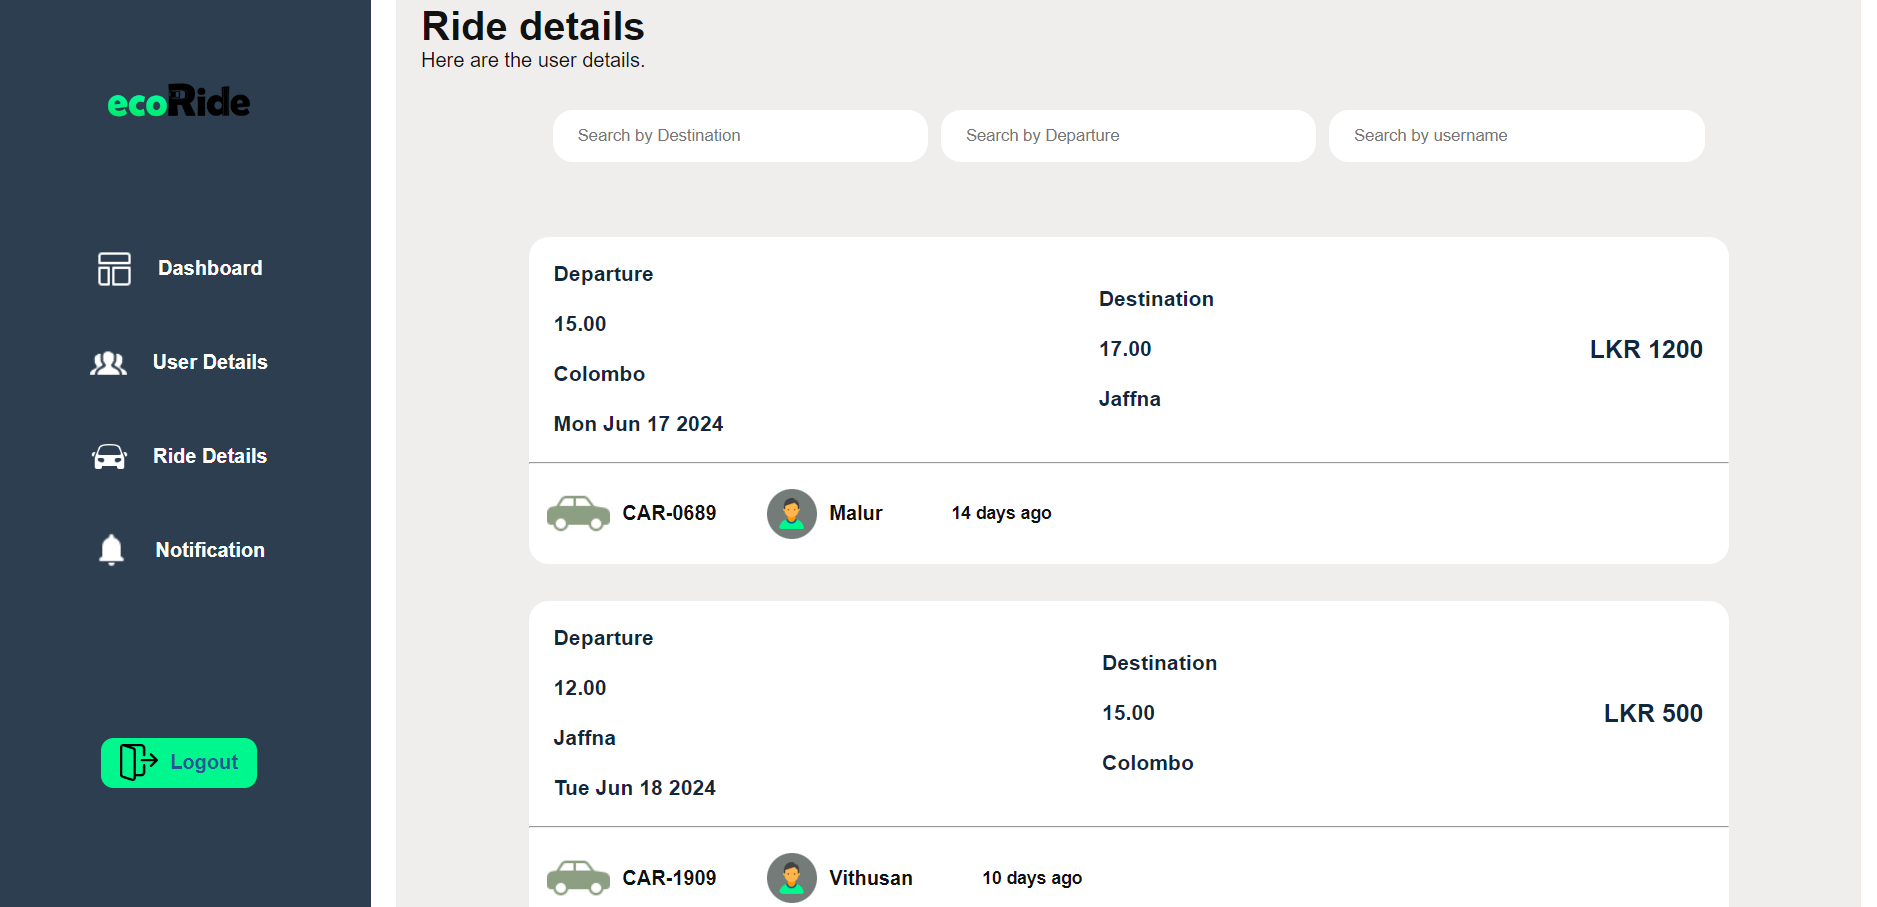 ecoRide
Dashboard
User Details
Ride Details
Notification
Logout
Ride details
Here are the user details.
Search by Destination
Search by Departure
Search by username
Departure
15.00
Colombo
Mon Jun 17 2024
Destination
17.00
Jaffna
LKR 1200
CAR-0689
Malur
14 days ago
Departure
12.00
Jaffna
Tue Jun 18 2024
Destination
15.00
Colombo
LKR 500
CAR-1909
Vithusan
10 days ago